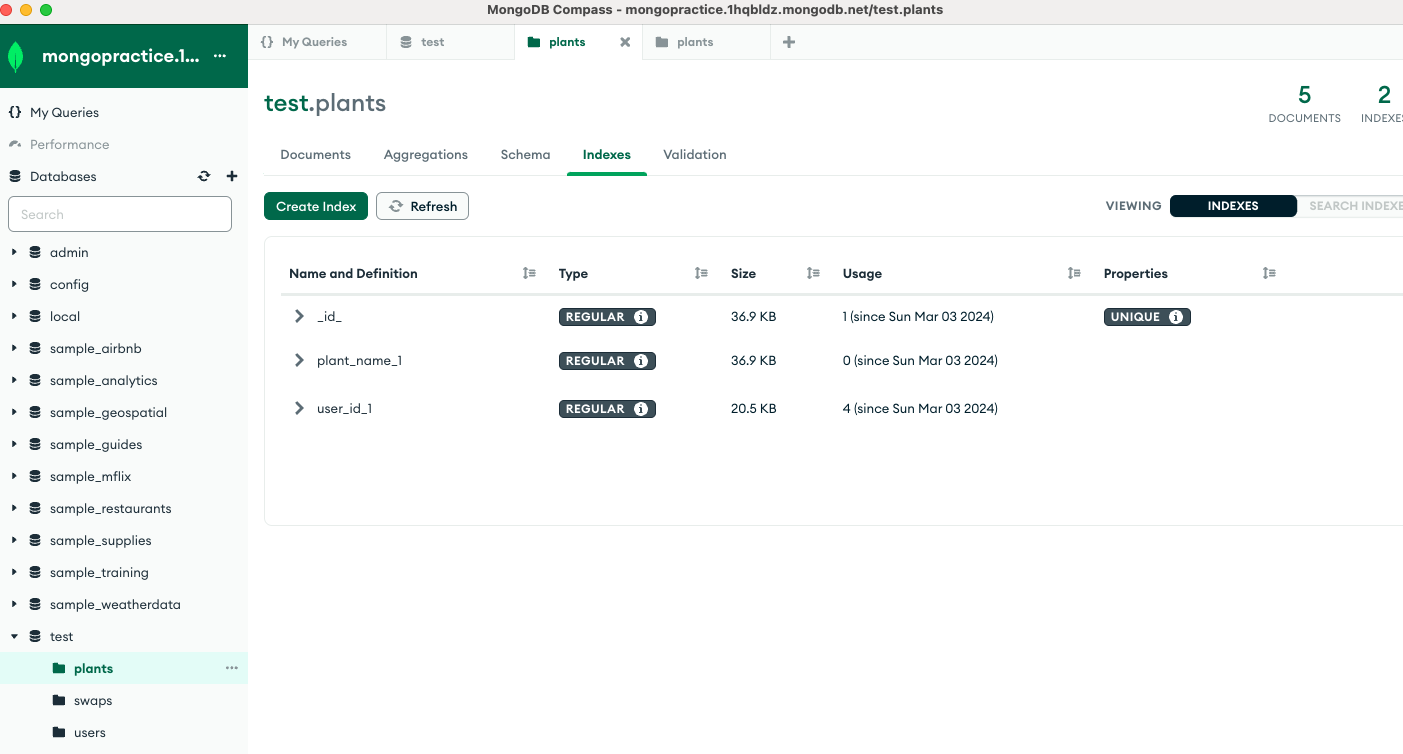 MongoDB Compass - mongopractice.1hqbldz.mongodb.net/test.plants
mongopractice.1... ...
{} My Queries
test
plants
plants
My Queries
Performance
Databases
Search
admin
config
local
sample_airbnb
sample_analytics
sample_geospatial
sample_guides
sample_mflix
sample_restaurants
sample_supplies
sample_training
sample_weatherdata
test
plants ...
swaps
users
test.plants
5 2
DOCUMENTS INDEXES
Documents Aggregations Schema Indexes Validation
Create Index Refresh VIEWING INDEXES SEARCH INDEXE
Name and Definition Type Size Usage Properties
_id_ REGULAR 36.9 KB 1 (since Sun Mar 03 2024) UNIQUE
plant_name_1 REGULAR 36.9 KB 0 (since Sun Mar 03 2024)
user_id_1 REGULAR 20.5 KB 4 (since Sun Mar 03 2024)